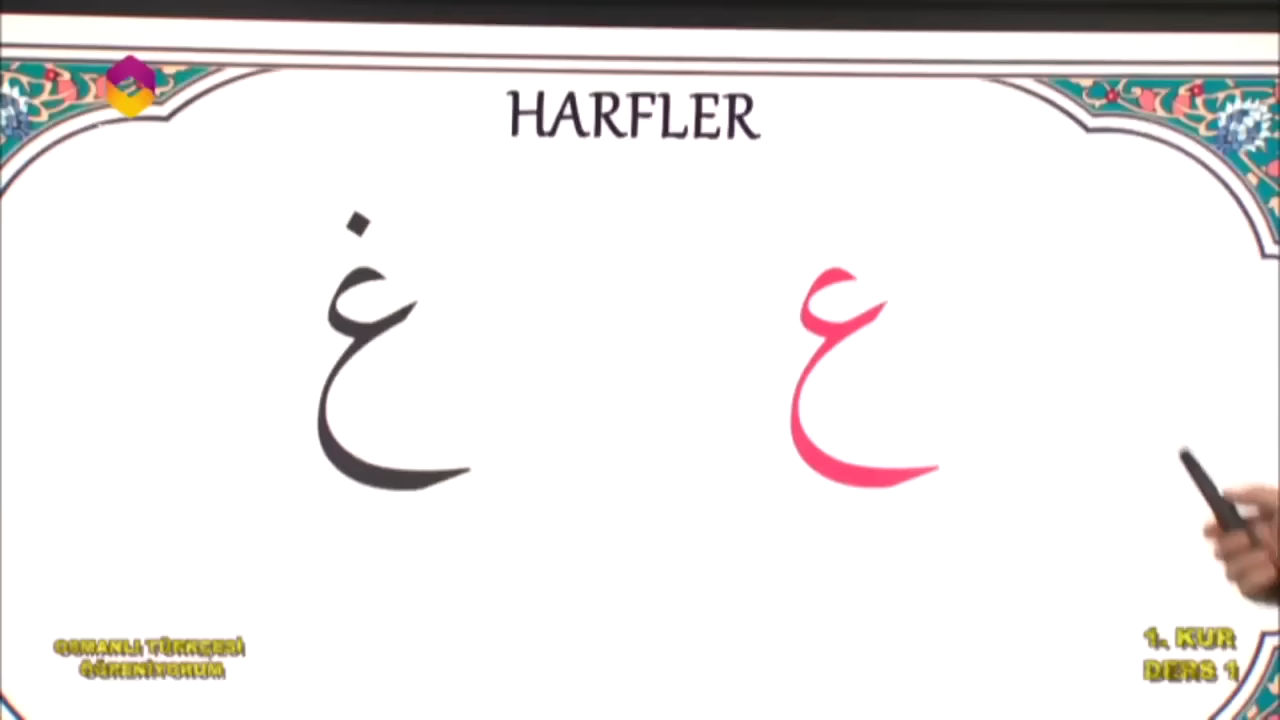 HARFLER
ع غ
OSMANLI TÜRKÇESİ
ÖĞRENİYORUM
1. KUR
DERS 1